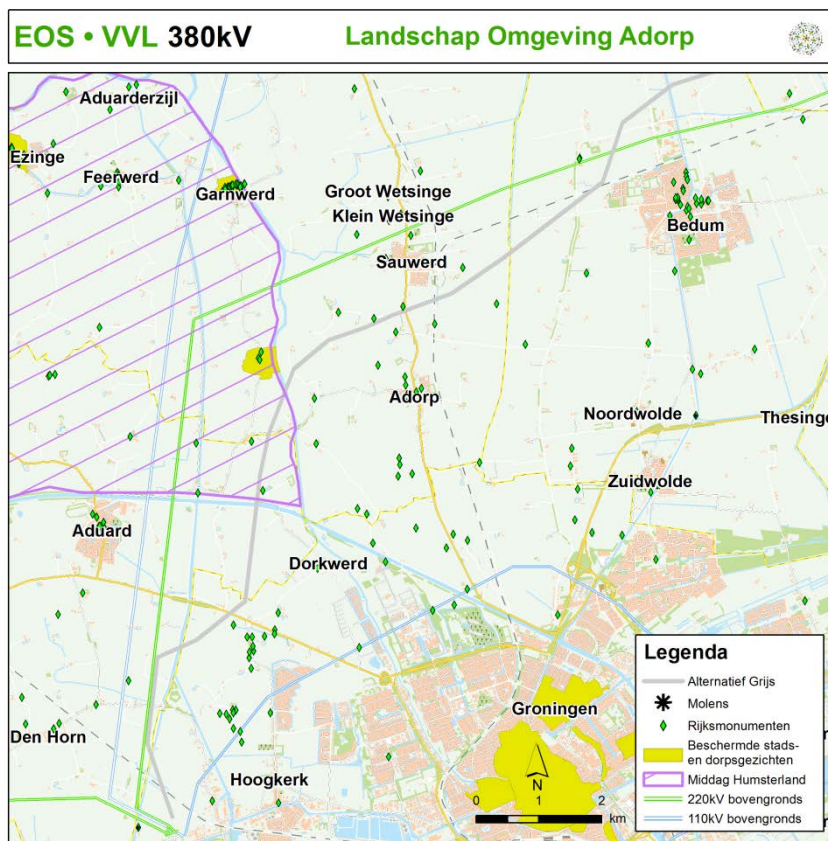 EOS • VVL 380kV
Landschap Omgeving Adorp
Aduarderzijl
Ezinge
Feerwerd
Garnwerd
Groot Wetsinge
Klein Wetsinge
Bedum
Sauwerd
Adorp
Noordwolde
Thesinge
Zuidwolde
Aduard
Dorkwerd
Groningen
Den Horn
Hoogkerk
N
0 1 2
km
Legenda
Alternatief Grijs
Molens
Rijksmonumenten
Beschermde stads-
en dorpsgezichten
Middag Humsterland
220kV bovengronds
110kV bovengronds